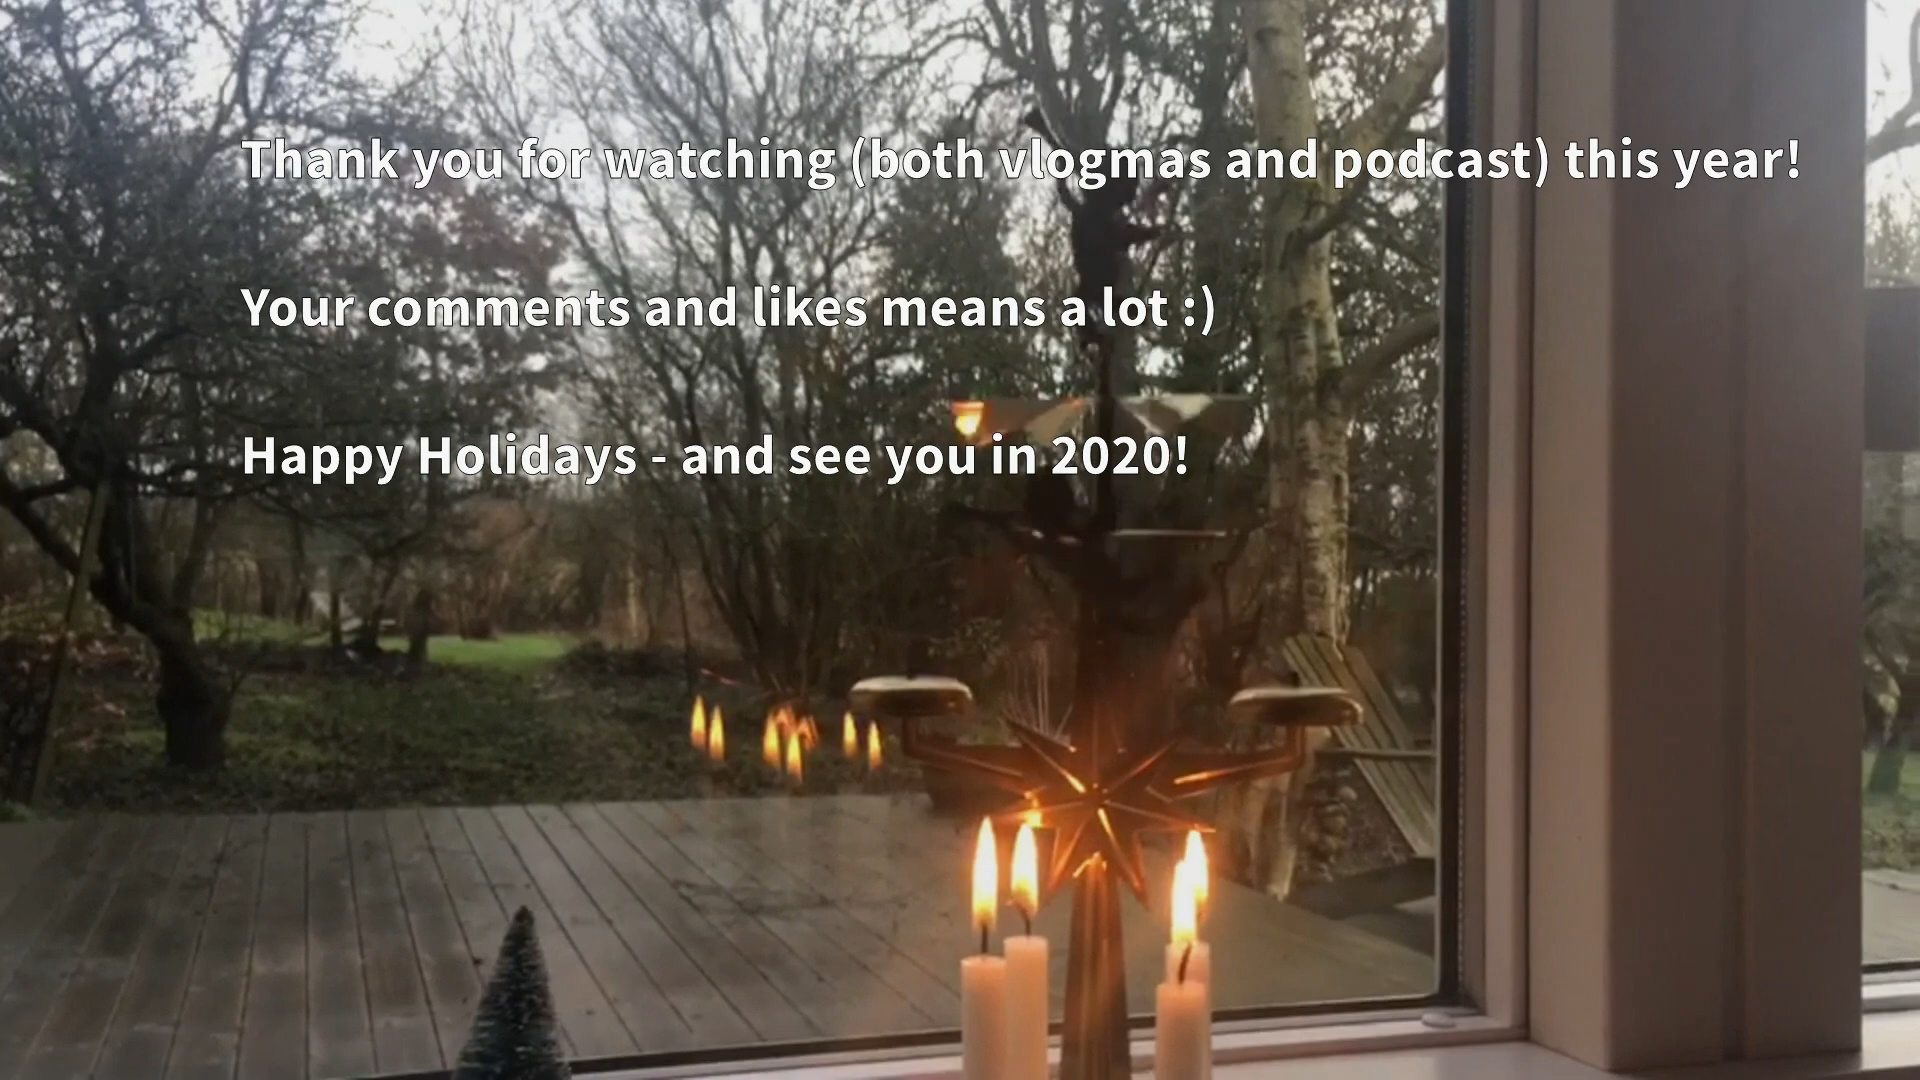 Thank you for watching (both vlogmas and podcast) this year!
Your comments and likes means a lot :)
Happy Holidays - and see you in 2020!